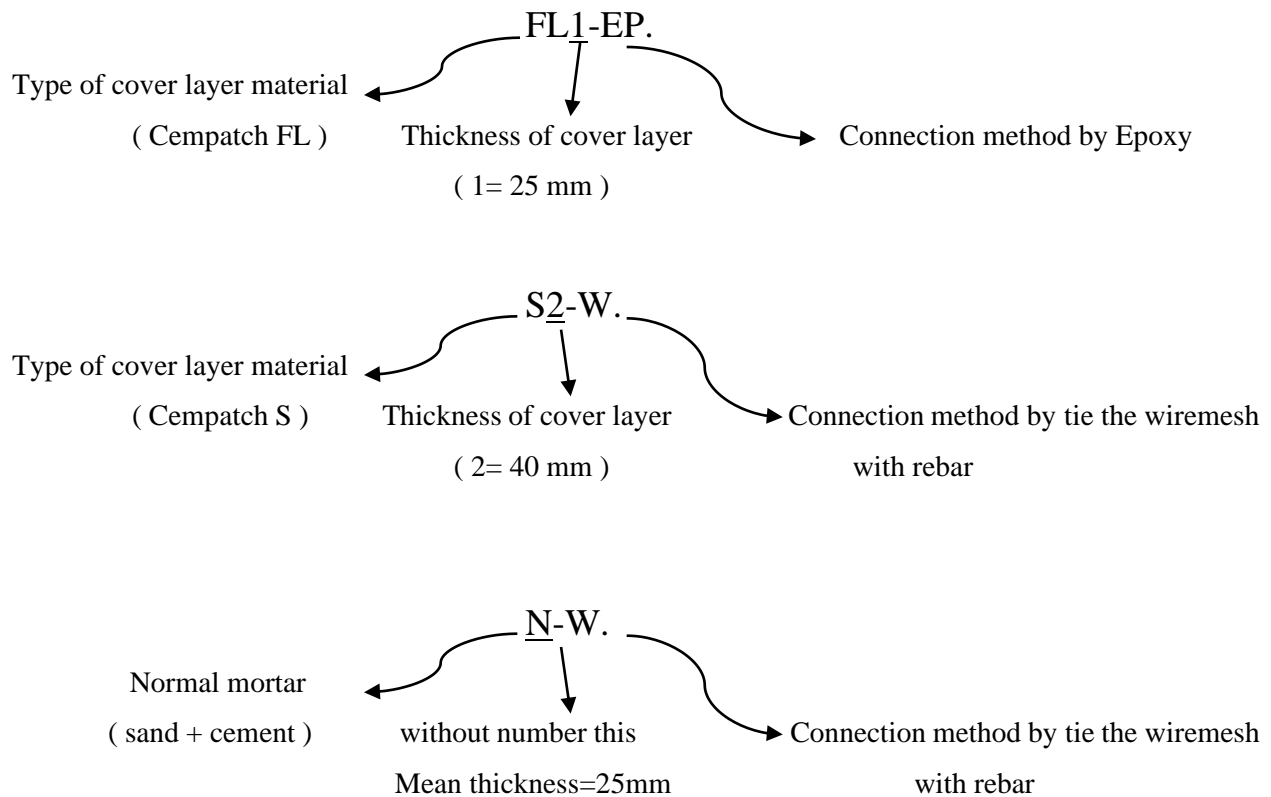 FL1-EP.
Type of cover layer material
( Cempatch FL )
Thickness of cover layer
( 1= 25 mm )
Connection method by Epoxy
S2-W.
Type of cover layer material
( Cempatch S )
Thickness of cover layer
( 2= 40 mm )
Connection method by tie the wiremesh
with rebar
N-W.
Normal mortar
( sand + cement )
without number this
Mean thickness=25mm
Connection method by tie the wiremesh
with rebar